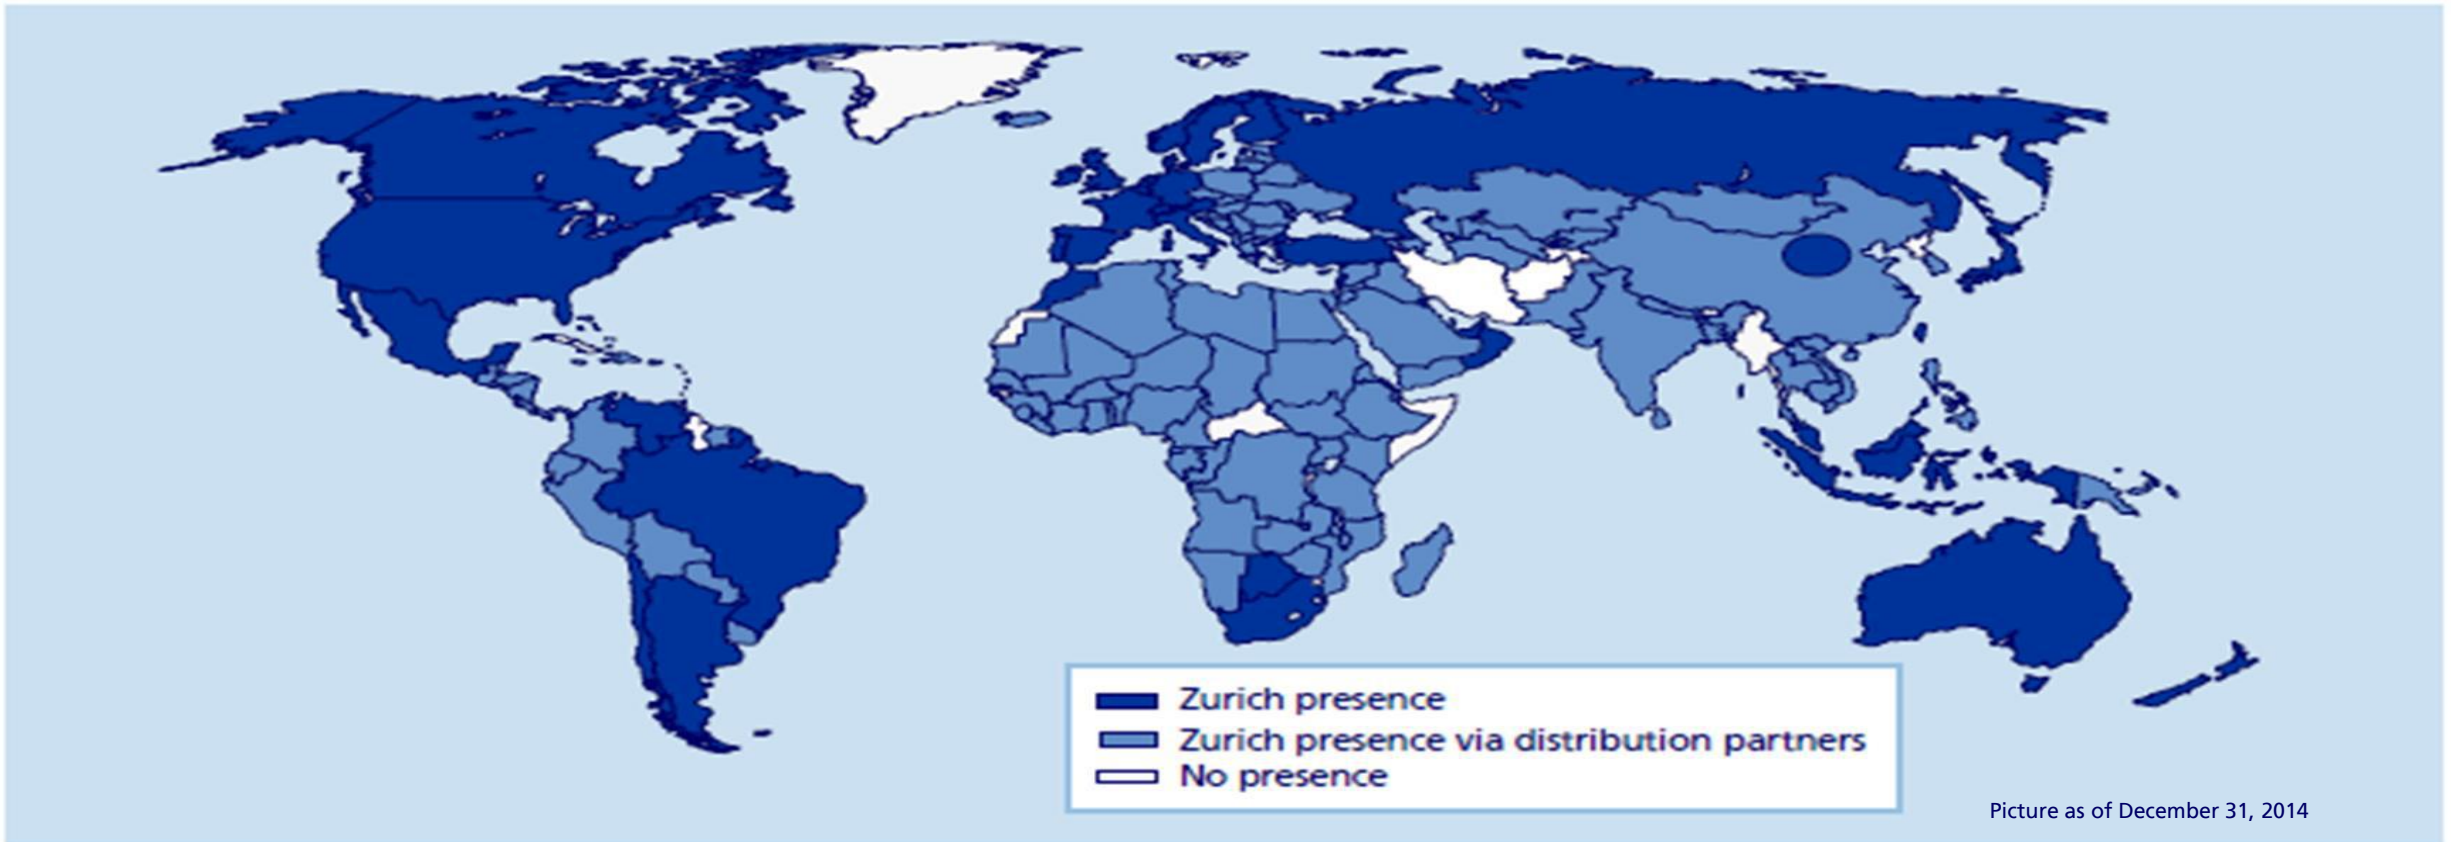 Zurich presence
Zurich presence via distribution partners
No presence
Picture as of December 31, 2014